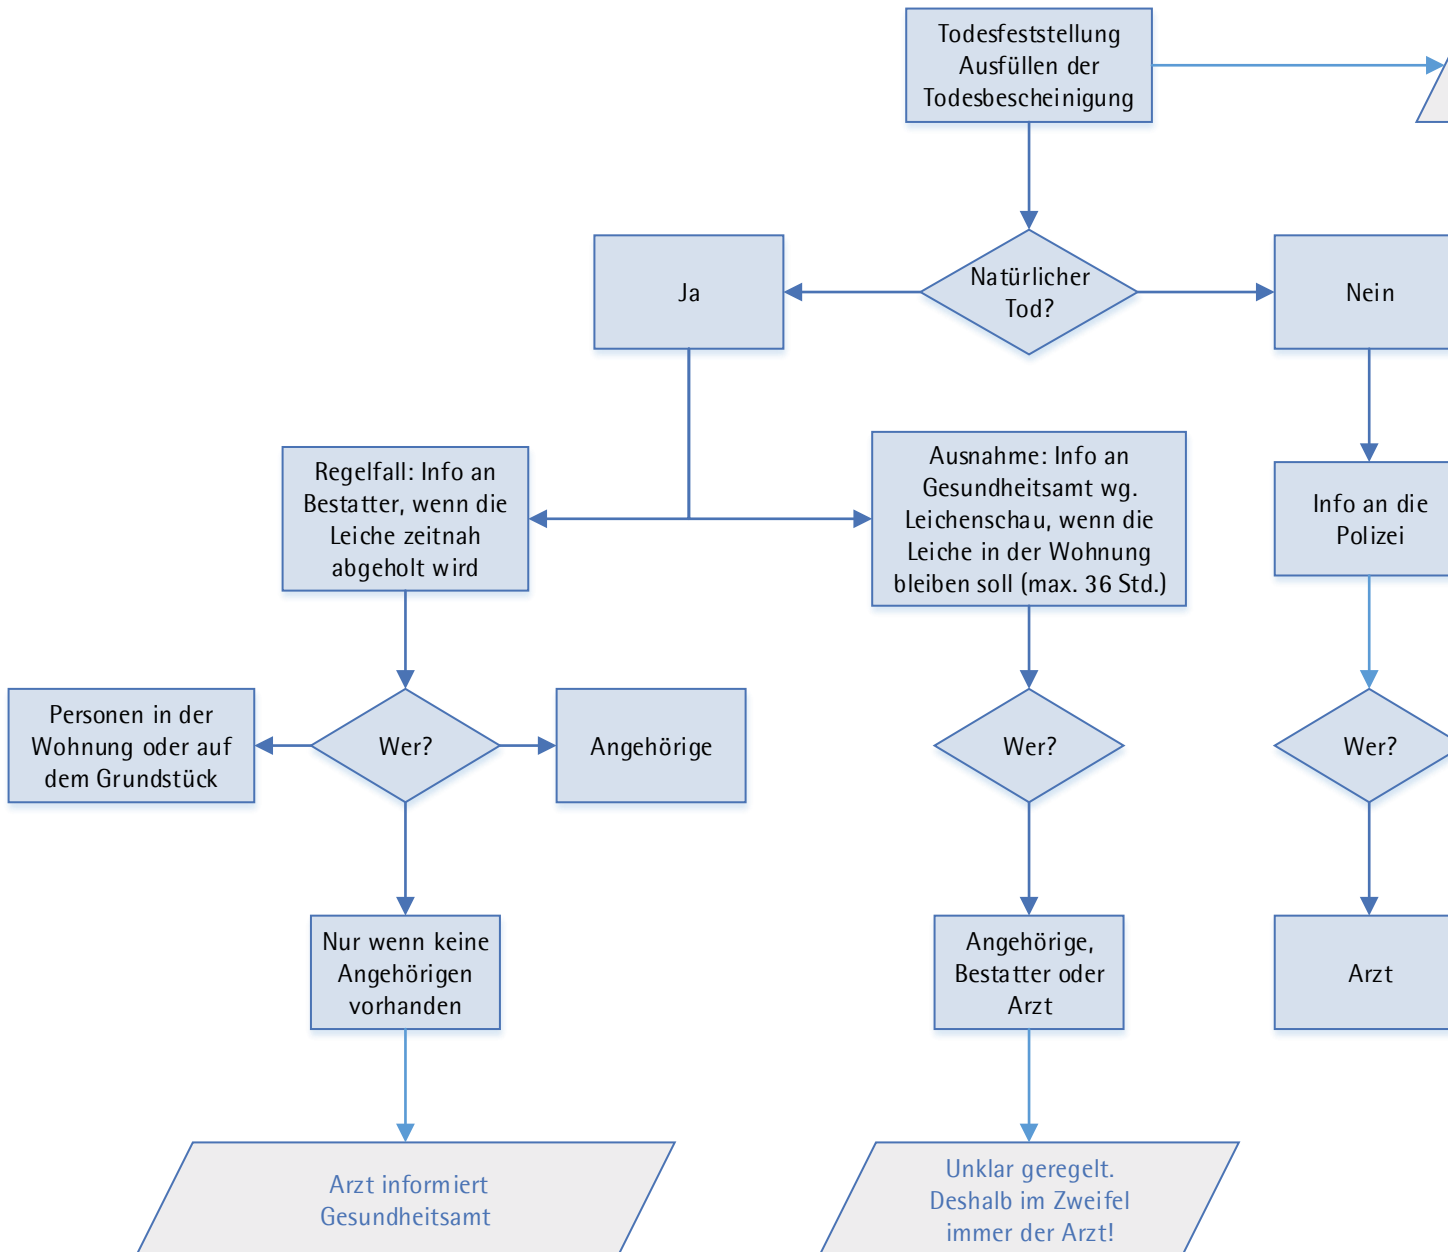 Todesfeststellung
Ausfüllen der
Todesbescheinigung
Ja
Natürlicher
Tod?
Nein
Regelfall: Info an
Bestatter, wenn die
Leiche zeitnah
abgeholt wird
Ausnahme: Info an
Gesundheitsamt wg.
Leichenschau, wenn die
Leiche in der Wohnung
bleiben soll (max. 36 Std.)
Info an die
Polizei
Personen in der
Wohnung oder auf
dem Grundstück
Wer?
Angehörige
Wer?
Wer?
Nur wenn keine
Angehörigen
vorhanden
Angehörige,
Bestatter oder
Arzt
Arzt
Arzt informiert
Gesundheitsamt
Unklar geregelt.
Deshalb im Zweifel
immer der Arzt!